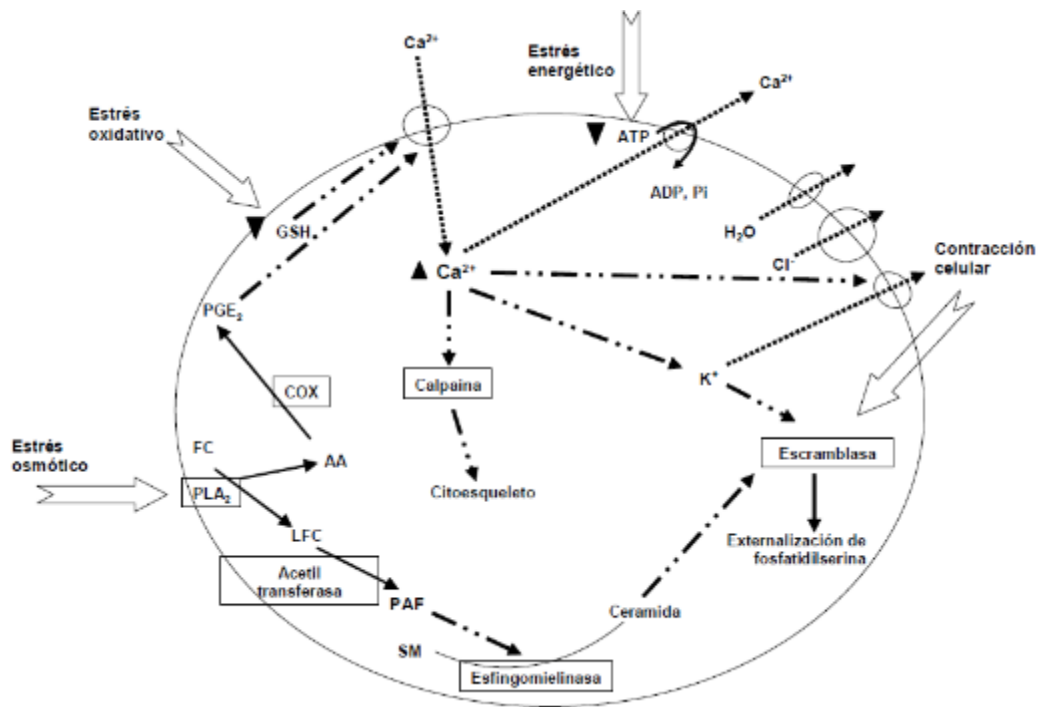 Ca²⁺
Estrés
energético
Ca²⁺
Estrés
oxidativo
ATP
ADP, Pi
GSH
H₂O
Cl⁻
Contracción
celular
Ca²⁺
PGE₂
K⁺
COX
Calpaina
Estrés
osmótico
FC
AA
PLA₂
Escramblasa
Citoesqueleto
LFC
Externalización de
fosfatidilserina
Acetil
transferasa
PAF
Ceramida
SM
Esfingomielinasa